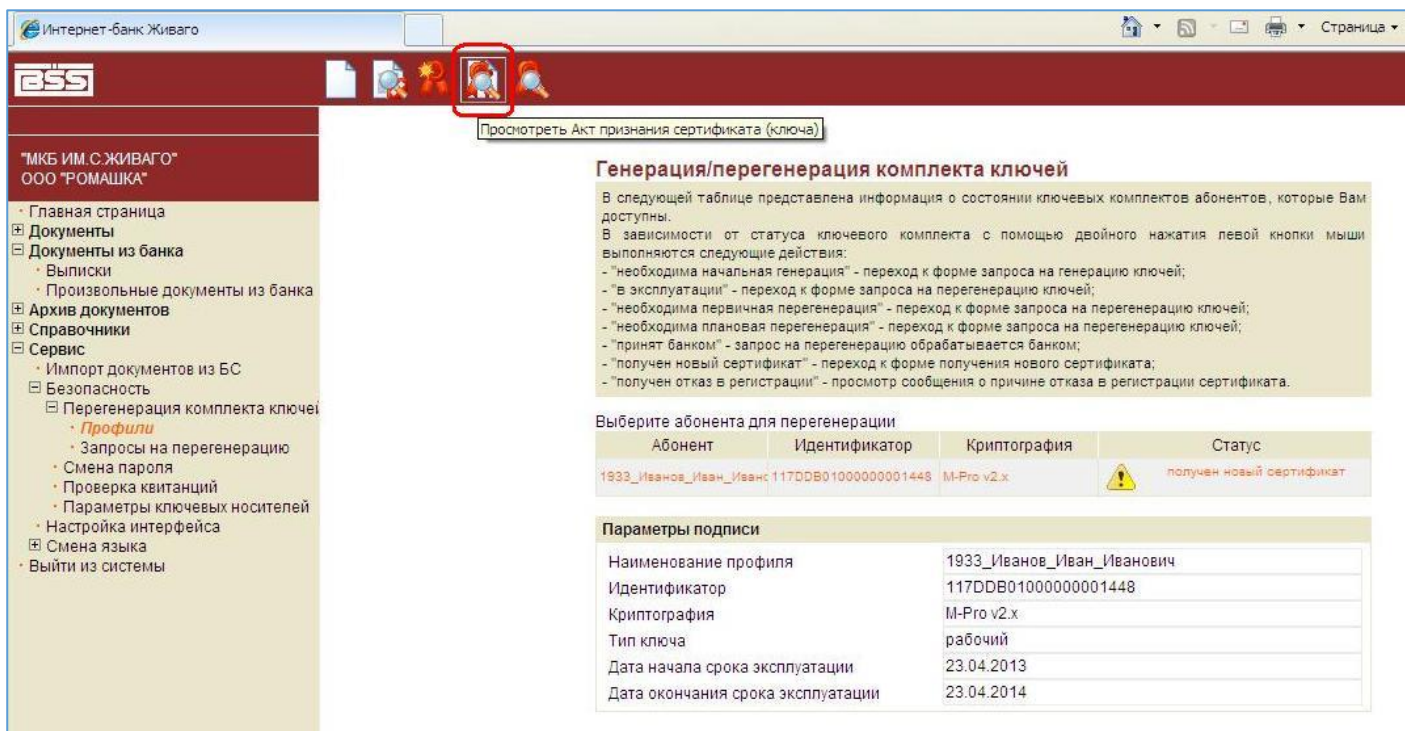 Интернет-банк Живаго
Страница
BSS
Просмотреть Акт признания сертификата (ключа)
"МКБ ИМ.С.ЖИВАГО"
ООО "РОМАШКА"
Главная страница
Документы
Документы из банка
Выписки
Произвольные документы из банка
Архив документов
Справочники
Сервис
Импорт документов из БС
Безопасность
Перегенерация комплекта ключей
Профили
Запросы на перегенерацию
Смена пароля
Проверка квитанций
Параметры ключевых носителей
Настройка интерфейса
Смена языка
Выйти из системы
Генерация/перегенерация комплекта ключей
В следующей таблице представлена информация о состоянии ключевых комплектов абонентов, которые Вам
доступны.
В зависимости от статуса ключевого комплекта с помощью двойного нажатия левой кнопки мыши
выполняются следующие действия:
- "необходима начальная генерация" - переход к форме запроса на генерацию ключей;
- "в эксплуатации" - переход к форме запроса на перегенерацию ключей;
- "необходима первичная перегенерация" - переход к форме запроса на перегенерацию ключей;
- "необходима плановая перегенерация" - переход к форме запроса на перегенерацию ключей;
- "принят банком" - запрос на перегенерацию обрабатывается банком;
- "получен новый сертификат" - переход к форме получения нового сертификата;
- "получен отказ в регистрации" - просмотр сообщения о причине отказа в регистрации сертификата.
Выберите абонента для перегенерации
Абонент Идентификатор Криптография Статус
1933_Иванов_Иван_Иванс 117DDB01000000001448 M-Pro v2.x получен новый сертификат
Параметры подписи
Наименование профиля 1933_Иванов_Иван_Иванович
Идентификатор 117DDB01000000001448
Криптография M-Pro v2.x
Тип ключа рабочий
Дата начала срока эксплуатации 23.04.2013
Дата окончания срока эксплуатации 23.04.2014